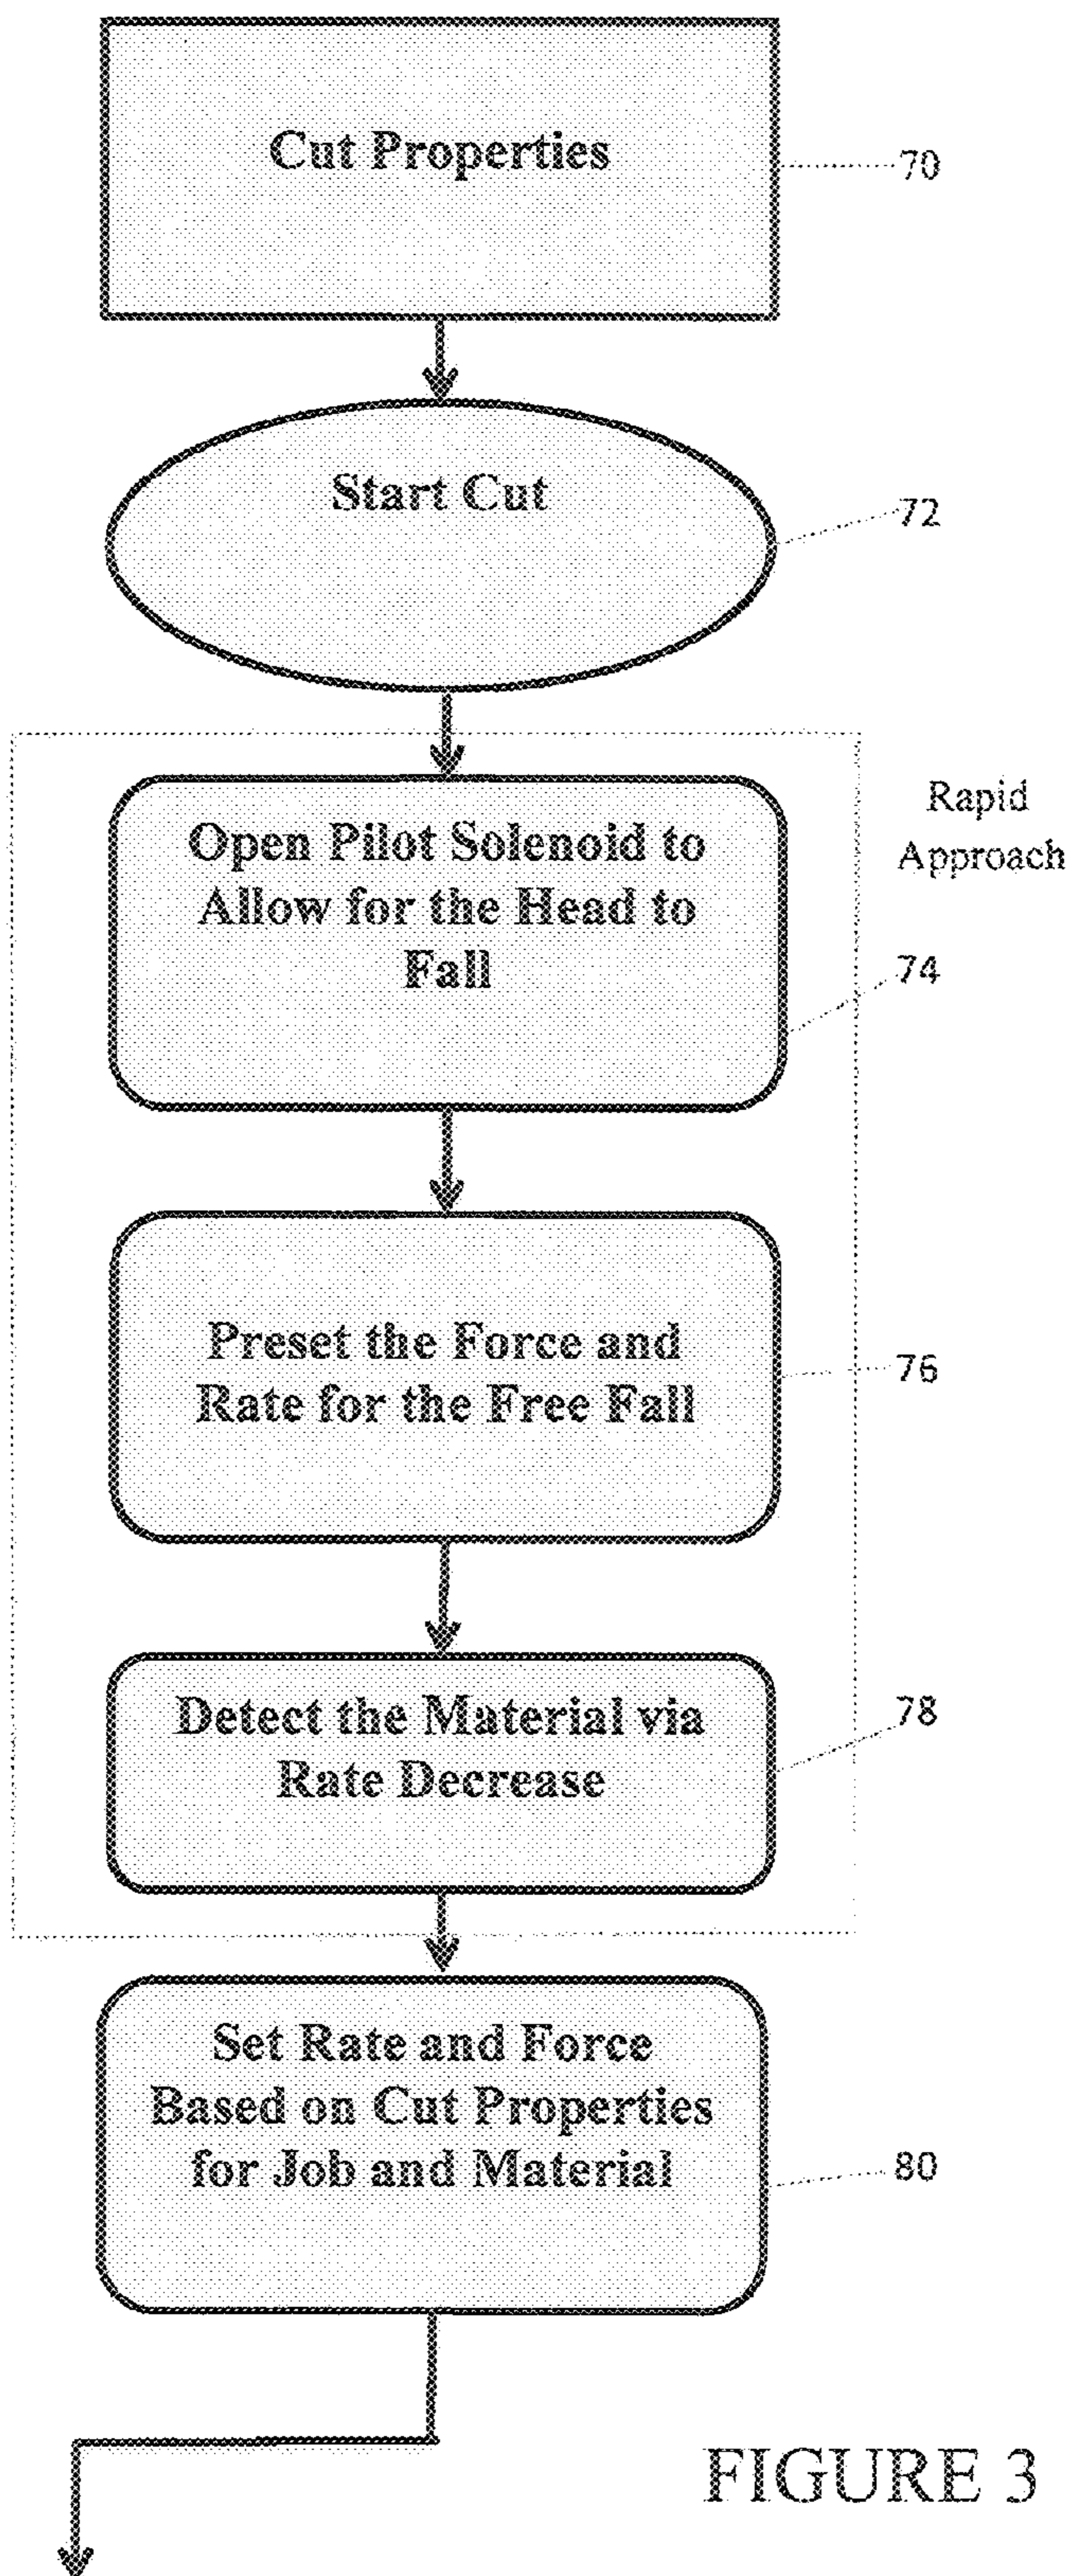 Cut Properties
70
Start Cut
72
Rapid
Approach
Open Pilot Solenoid to
Allow for the Head to
Fall
74
Preset the Force and
Rate for the Free Fall
76
Detect the Material via
Rate Decrease
78
Set Rate and Force
Based on Cut Properties
for Job and Material
80
FIGURE 3